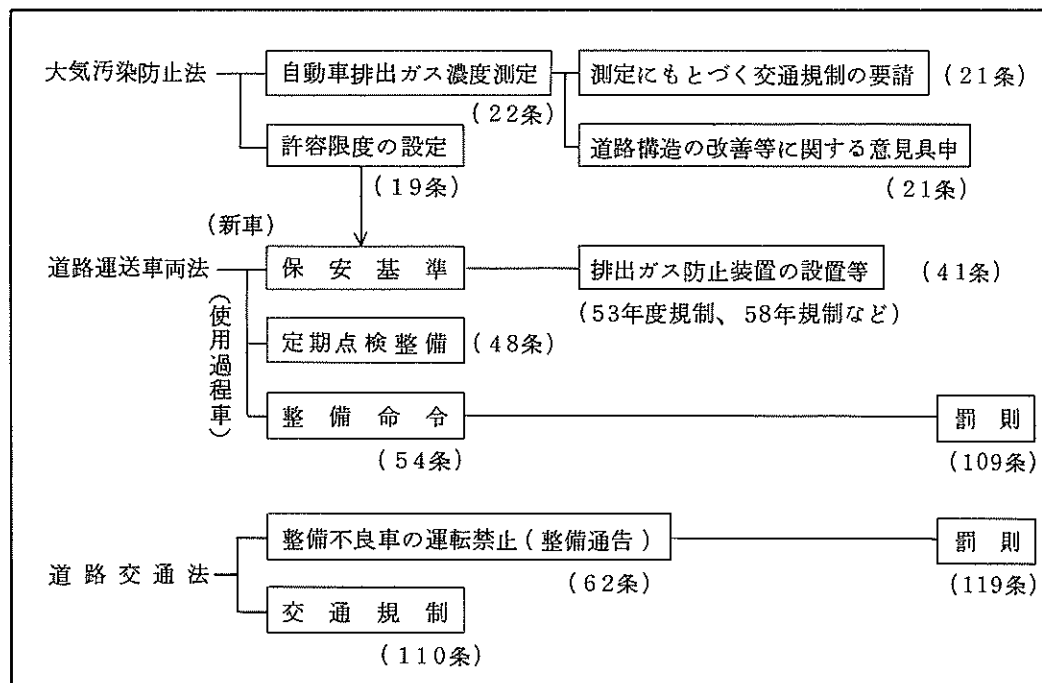 大気汚染防止法 自動車排出ガス濃度測定 測定にもとづく交通規制の要請 (21条)
(22条)
許容限度の設定 道路構造の改善等に関する意見具申
(19条) (21条)
(新車)
道路運送車両法 保安基準 排出ガス防止装置の設置等 (41条)
(53年度規制、58年規制など)
(使用過程車)
定期点検整備 (48条)
整備命令 罰則
(54条) (109条)
整備不良車の運転禁止(整備通告) 罰則
道路交通法 (62条) (119条)
交通規制
(110条)